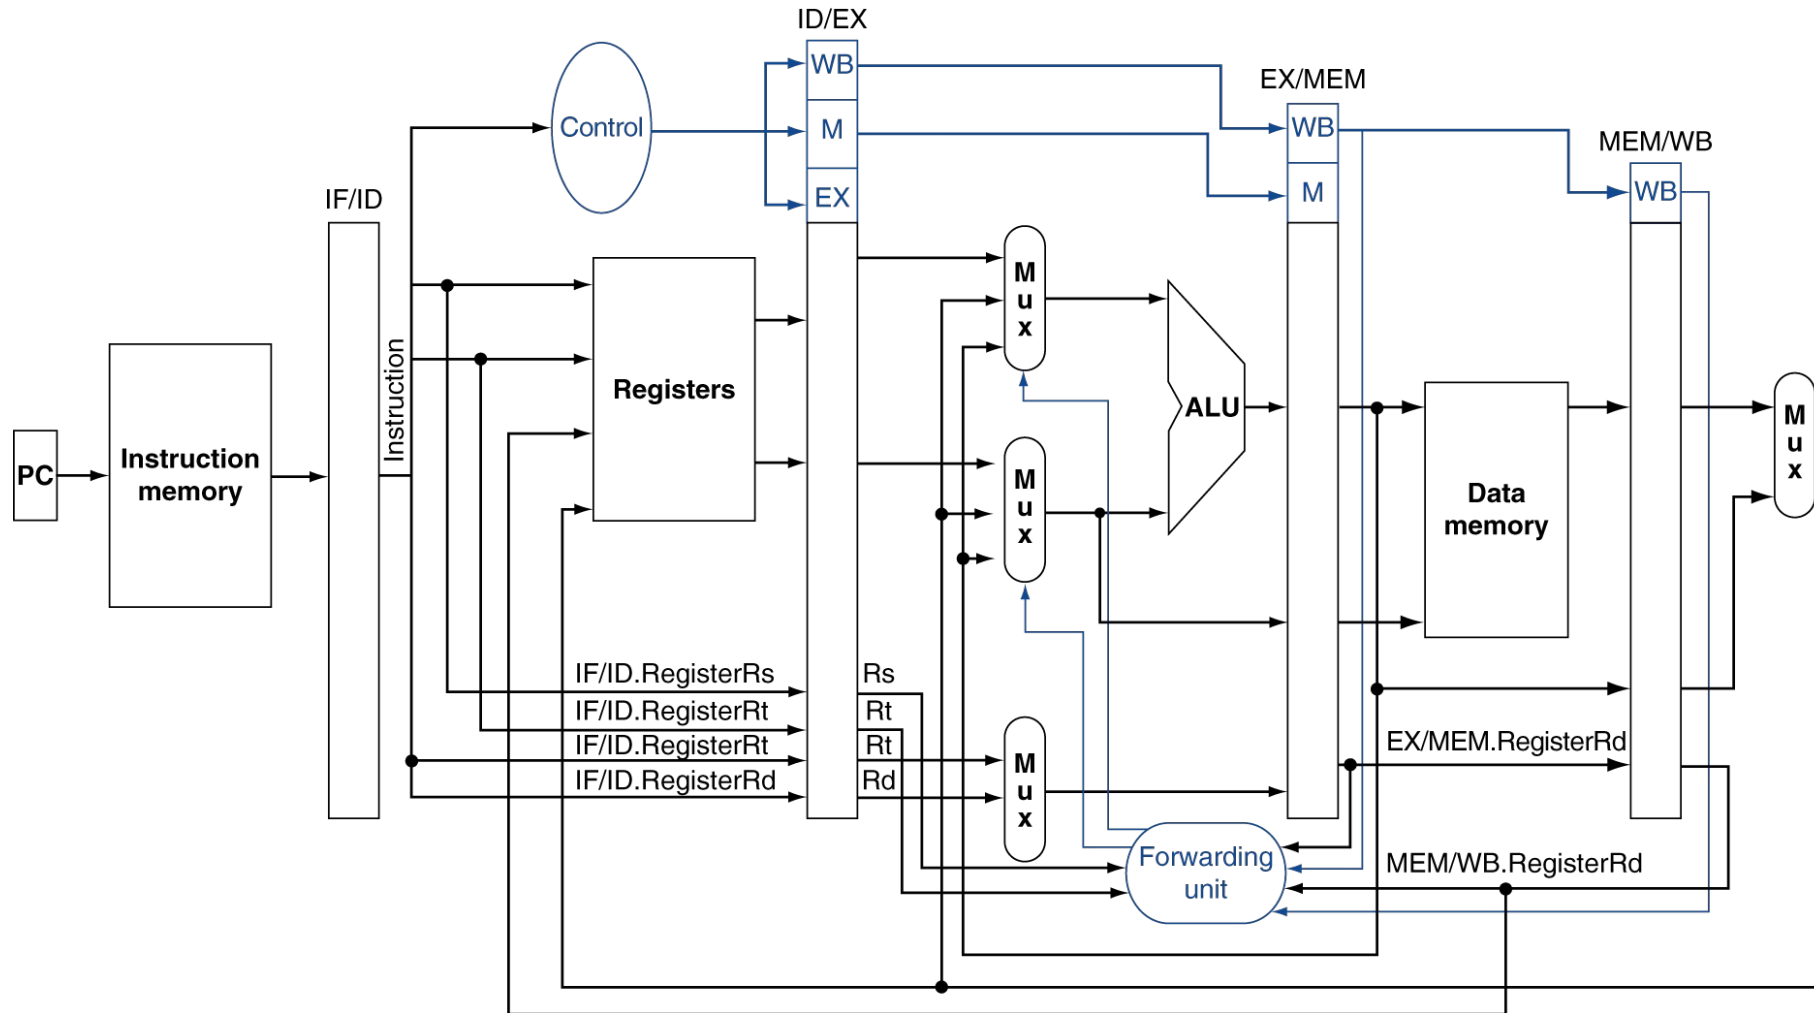 ID/EX
WB
EX/MEM
Control
M
WB
MEM/WB
IF/ID
EX
M
WB
M
u
x
Instruction
Registers
ALU
M
u
x
PC
Instruction
memory
M
u
x
Data
memory
IF/ID.RegisterRs
Rs
IF/ID.RegisterRt
Rt
IF/ID.RegisterRt
Rt
EX/MEM.RegisterRd
IF/ID.RegisterRd
Rd
M
u
x
Forwarding
unit
MEM/WB.RegisterRd